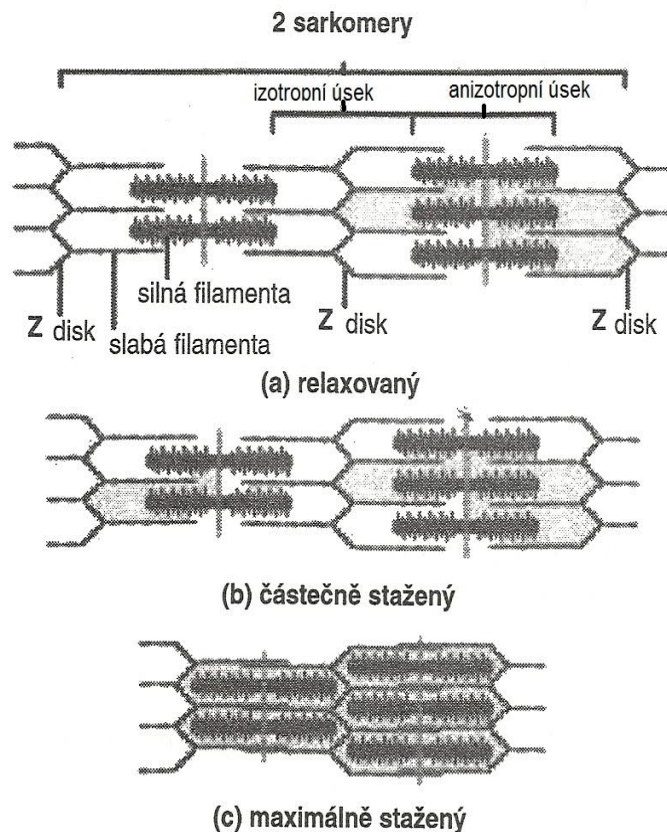 2 sarkomery
izotropní úsek
anizotropní úsek
silná filamenta
Z disk
slabá filamenta
Z disk
Z disk
(a) relaxovaný
(b) částečně stažený
(c) maximálně stažený